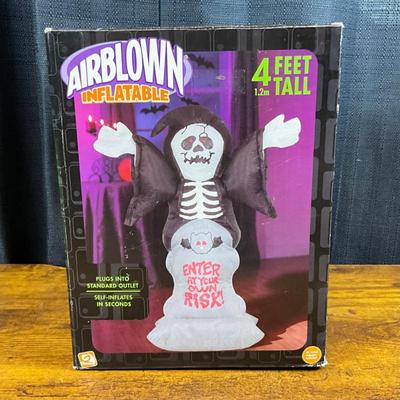 AIRBLOWN
INFLATABLE
4 FEET
1.2m TALL
ENTER
AT YOUR
OWN
RISK!
PLUGS INTO
STANDARD OUTLET
SELF-INFLATES
IN SECONDS